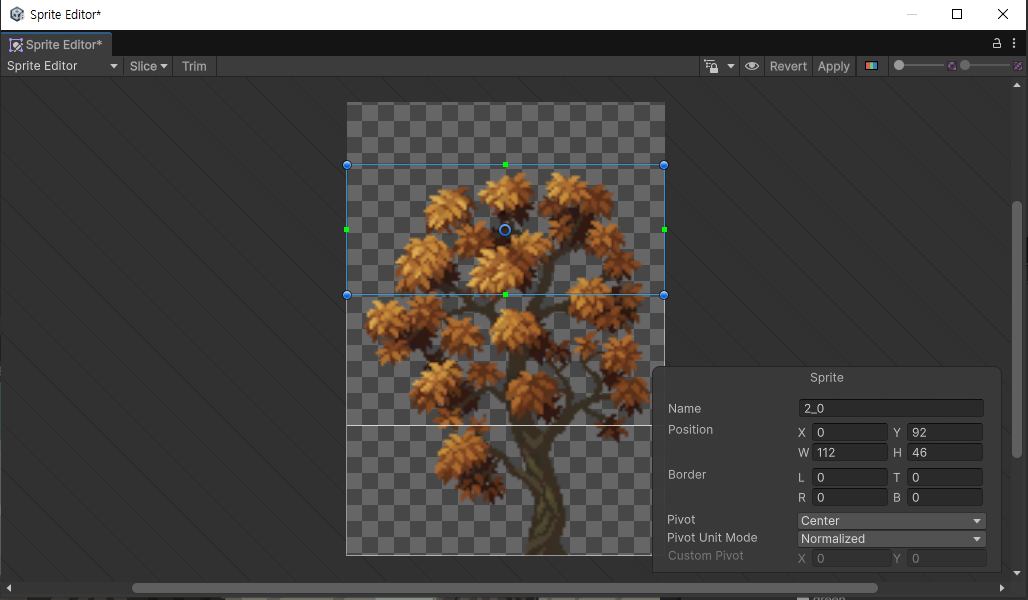 Sprite Editor*
Sprite Editor*
Sprite Editor Slice Trim Revert Apply
Sprite
Name 2_0
Position X 0 Y 92
W 112 H 46
Border L 0 T 0
R 0 B 0
Pivot Center
Pivot Unit Mode Normalized
Custom Pivot X 0 Y 0